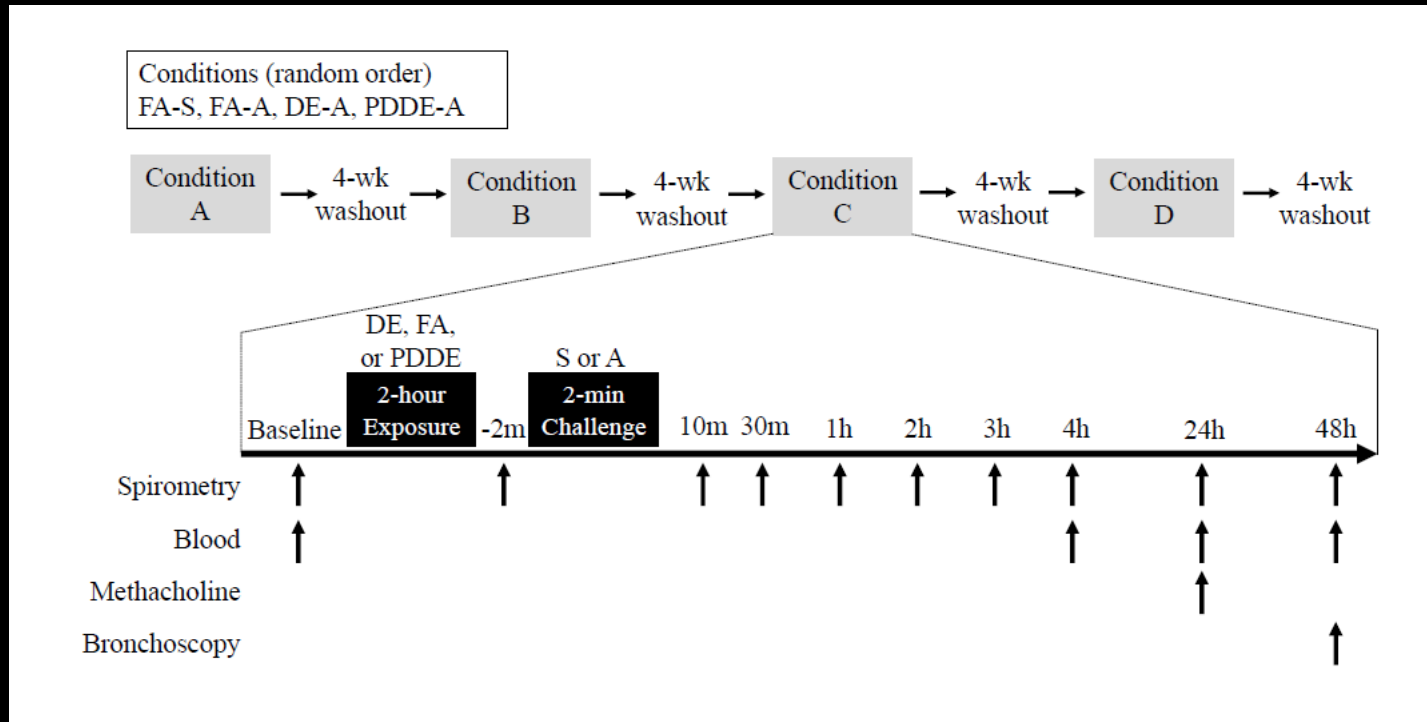 Conditions (random order)
FA-S, FA-A, DE-A, PDDE-A
Condition
A
4-wk
washout
Condition
B
4-wk
washout
Condition
C
4-wk
washout
Condition
D
4-wk
washout
DE, FA,
or PDDE
2-hour
Exposure
S or A
2-min
Challenge
Baseline
-2m
10m
30m
1h
2h
3h
4h
24h
48h
Spirometry
Blood
Methacholine
Bronchoscopy